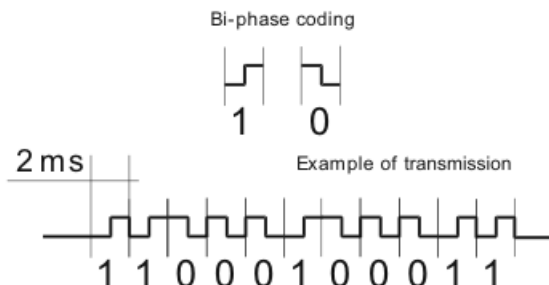 Bi-phase coding
1 0
2 ms
Example of transmission
1 1 0 0 0 1 0 0 0 1 1